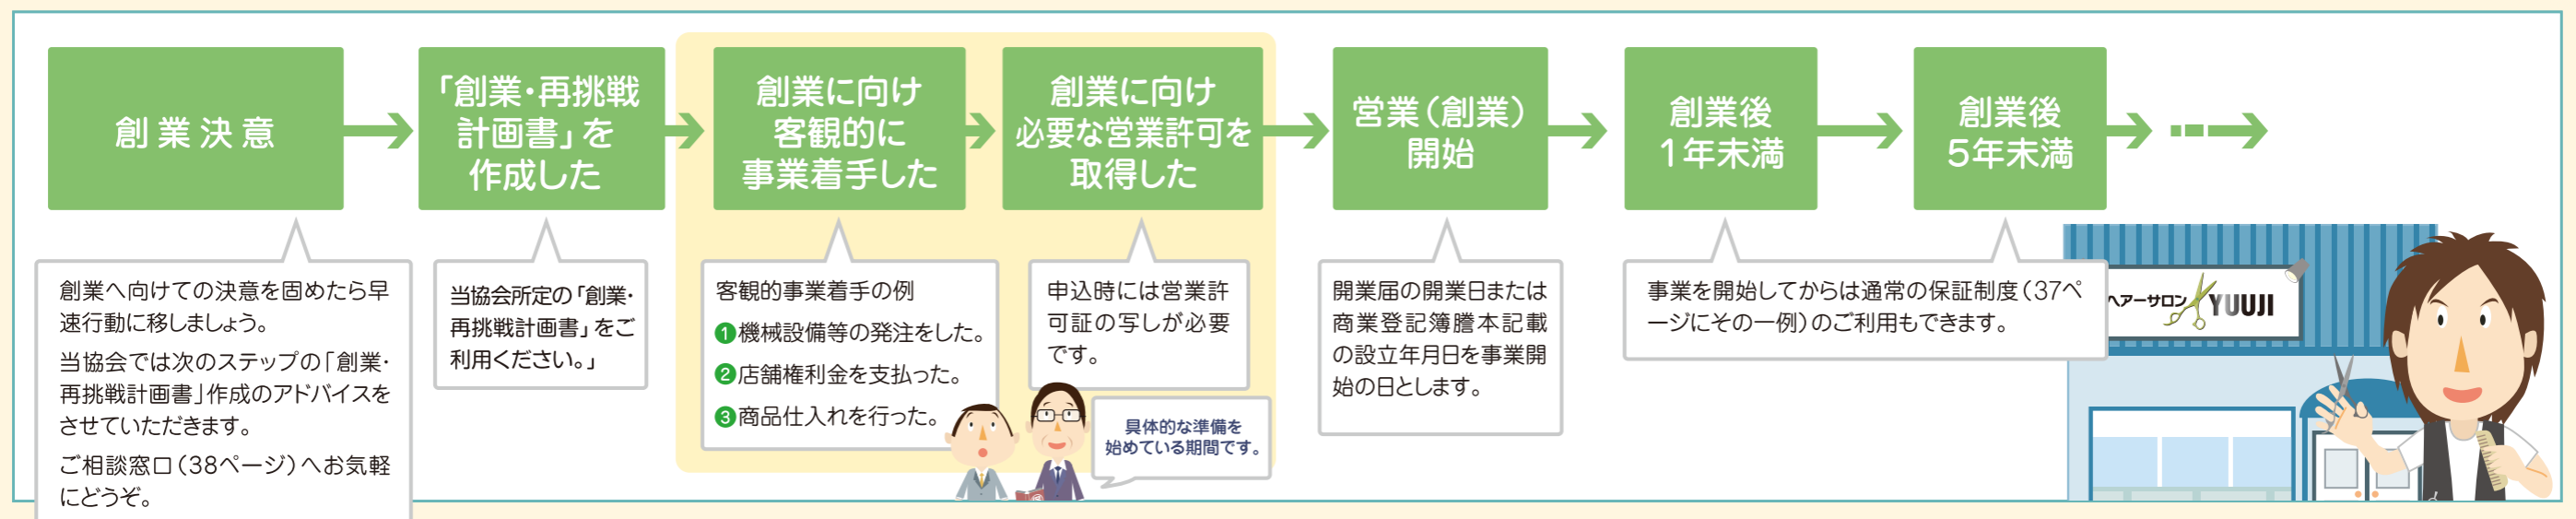 創業決意
「創業・再挑戦
計画書」を
作成した
創業に向け
客観的に
事業着手した
創業に向け
必要な営業許可を
取得した
営業（創業）
開始
創業後
1年未満
創業後
5年未満
創業へ向けての決意を固めたら早
速行動に移しましょう。
当協会では次のステップの「創業・
再挑戦計画書」作成のアドバイスを
させていただきます。
ご相談窓口（38ページ）へお気軽
にどうぞ。
当協会所定の「創業・
再挑戦計画書」をご
利用ください。」
客観的事業着手の例
❶機械設備等の発注をした。
❷店舗権利金を支払った。
❸商品仕入れを行った。
申込時には営業許
可証の写しが必要
です。
具体的な準備を
始めている期間です。
開業届の開業日または
商業登記簿謄本記載
の設立年月日を事業開
始の日とします。
事業を開始してからは通常の保証制度（37ペ
ージにその一例）のご利用もできます。
ヘアーサロン YUUJI